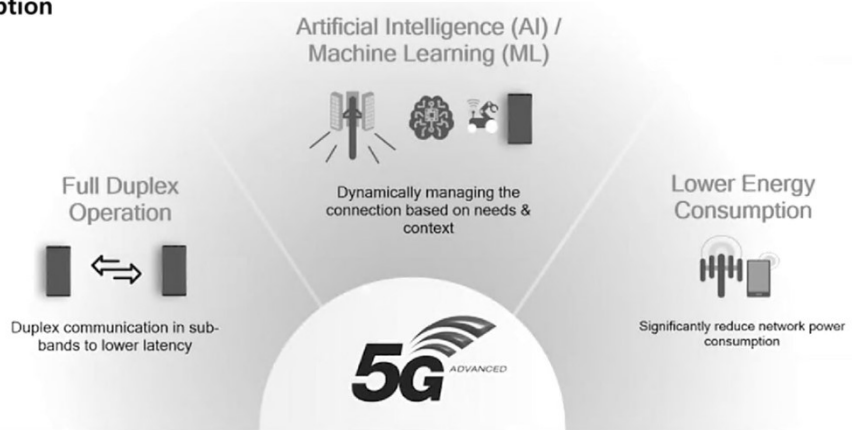 ption
Artificial Intelligence (AI) /
Machine Learning (ML)
Dynamically managing the
connection based on needs &
context
Full Duplex
Operation
Duplex communication in sub-
bands to lower latency
Lower Energy
Consumption
Significantly reduce network power
consumption
5G
ADVANCED